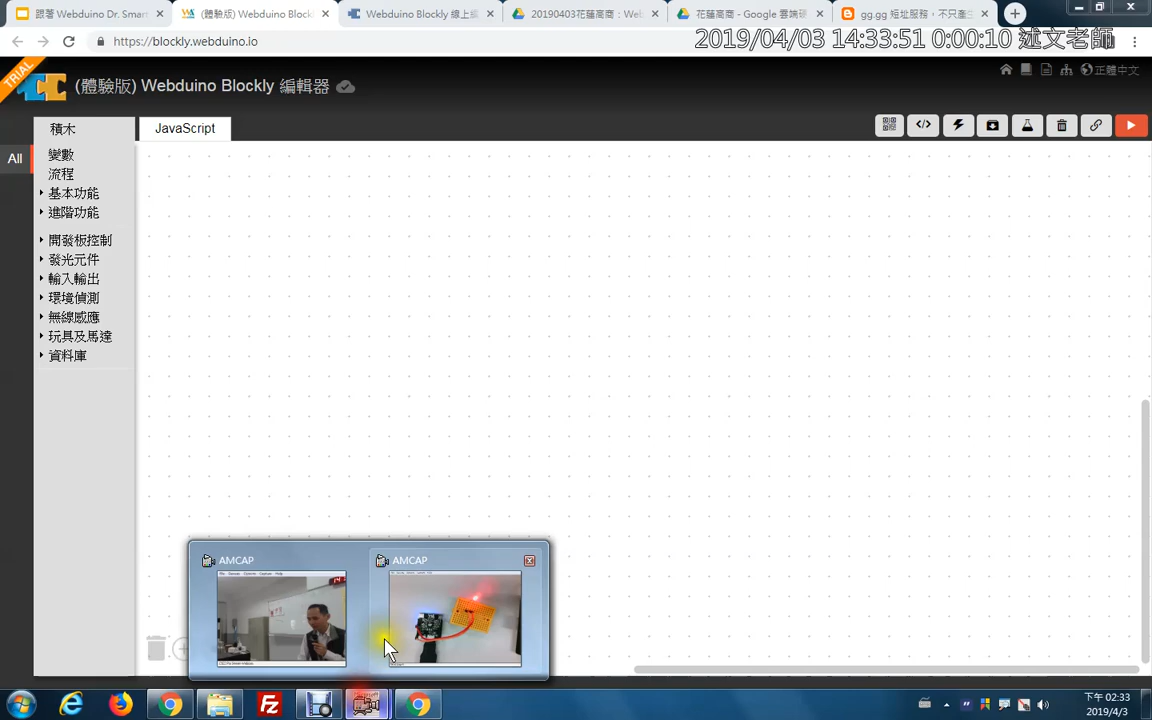 跟著 Webduino Dr. Smar
(體驗版) Webduino Blockl
Webduino Blockly 線上編
20190403花蓮高商：Web
花蓮高商 - Google 雲端硬
gg.gg 短址服務，不只產生
https://blockly.webduino.io
2019/04/03 14:33:51 0:00:10 述文老師
TRIAL
(體驗版) Webduino Blockly 編輯器
正體中文
積木
JavaScript
All
變數
流程
基本功能
進階功能
開發板控制
發光元件
輸入輸出
環境偵測
無線感應
玩具及馬達
資料庫
AMCAP
AMCAP
下午 02:33
2019/4/3